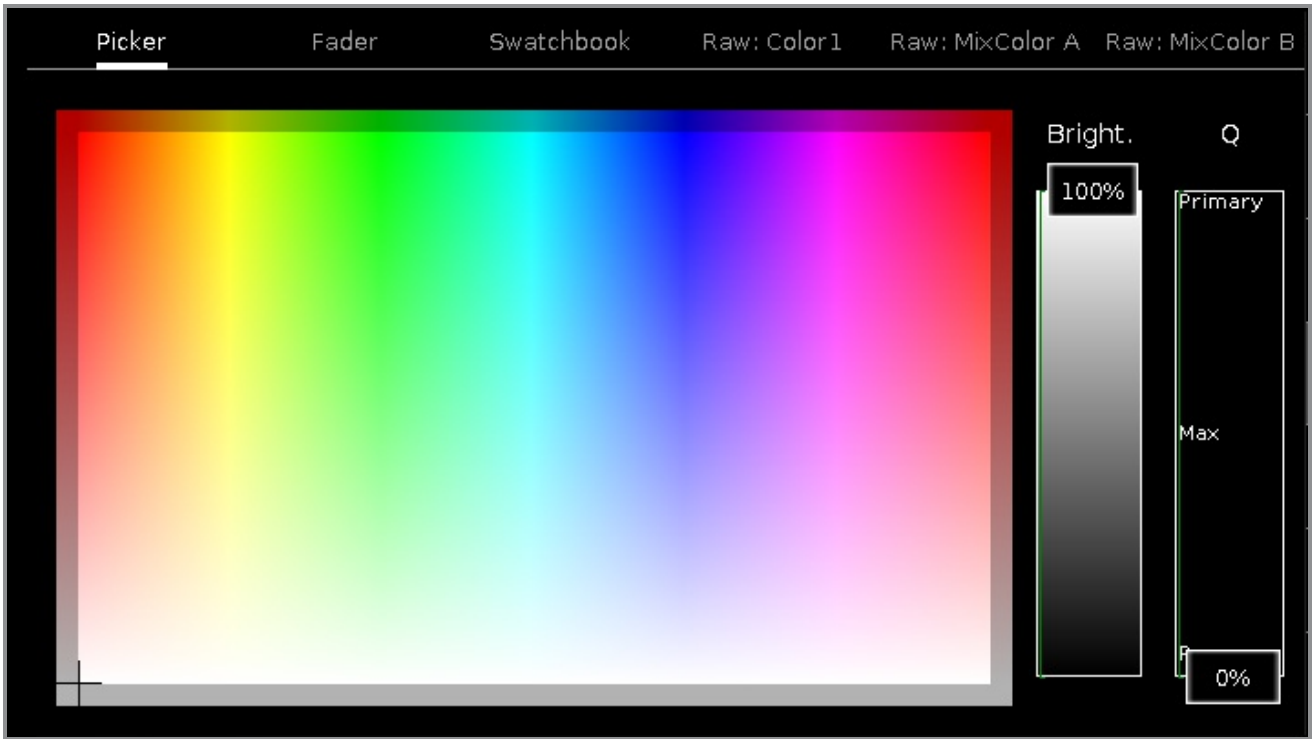 Picker Fader Swatchbook Raw: Color1 Raw: MixColor A Raw: MixColor B
Bright. Q
100%
Primary
Max
0%